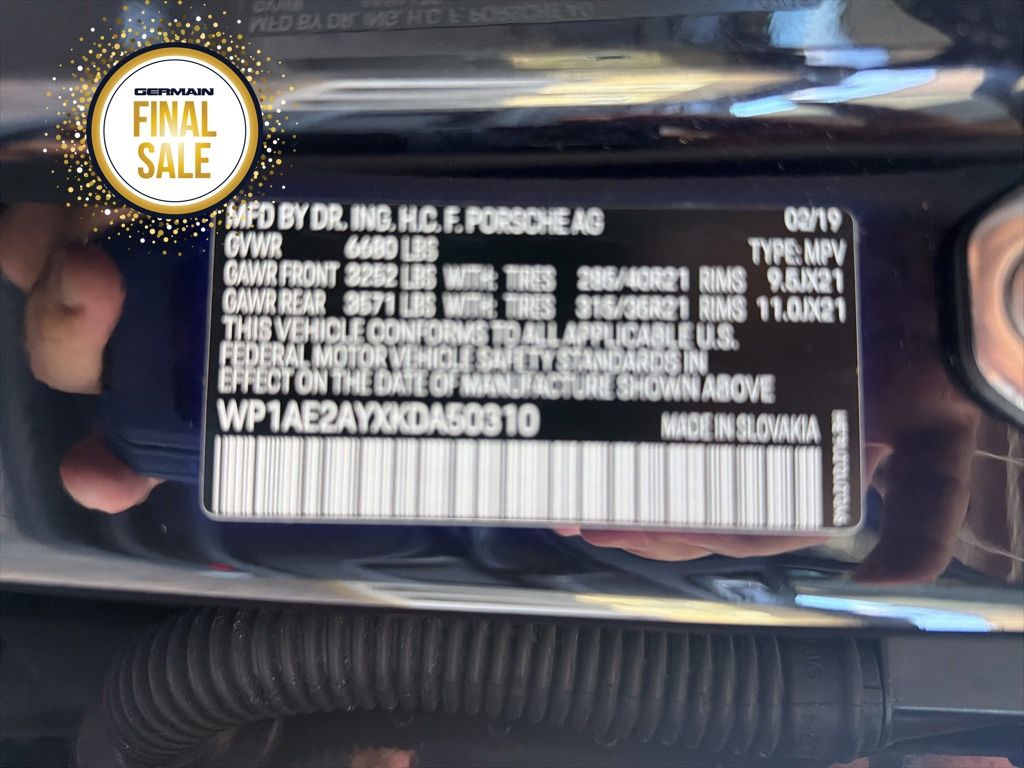 GERMAIN
FINAL
SALE
MFD BY DR. ING. H.C. F. PORSCHE AG 02/19
GVWR 6680 LBS TYPE: MPV
GAWR FRONT 3252 LBS WITH: TIRES 285/40R21 RIMS 9.5JX21
GAWR REAR 3571 LBS WITH: TIRES 315/35R21 RIMS 11.0JX21
THIS VEHICLE CONFORMS TO ALL APPLICABLE U.S.
FEDERAL MOTOR VEHICLE SAFETY STANDARDS IN
EFFECT ON THE DATE OF MANUFACTURE SHOWN ABOVE.
WP1AE2AYXKDA50310 MADE IN SLOVAKIA